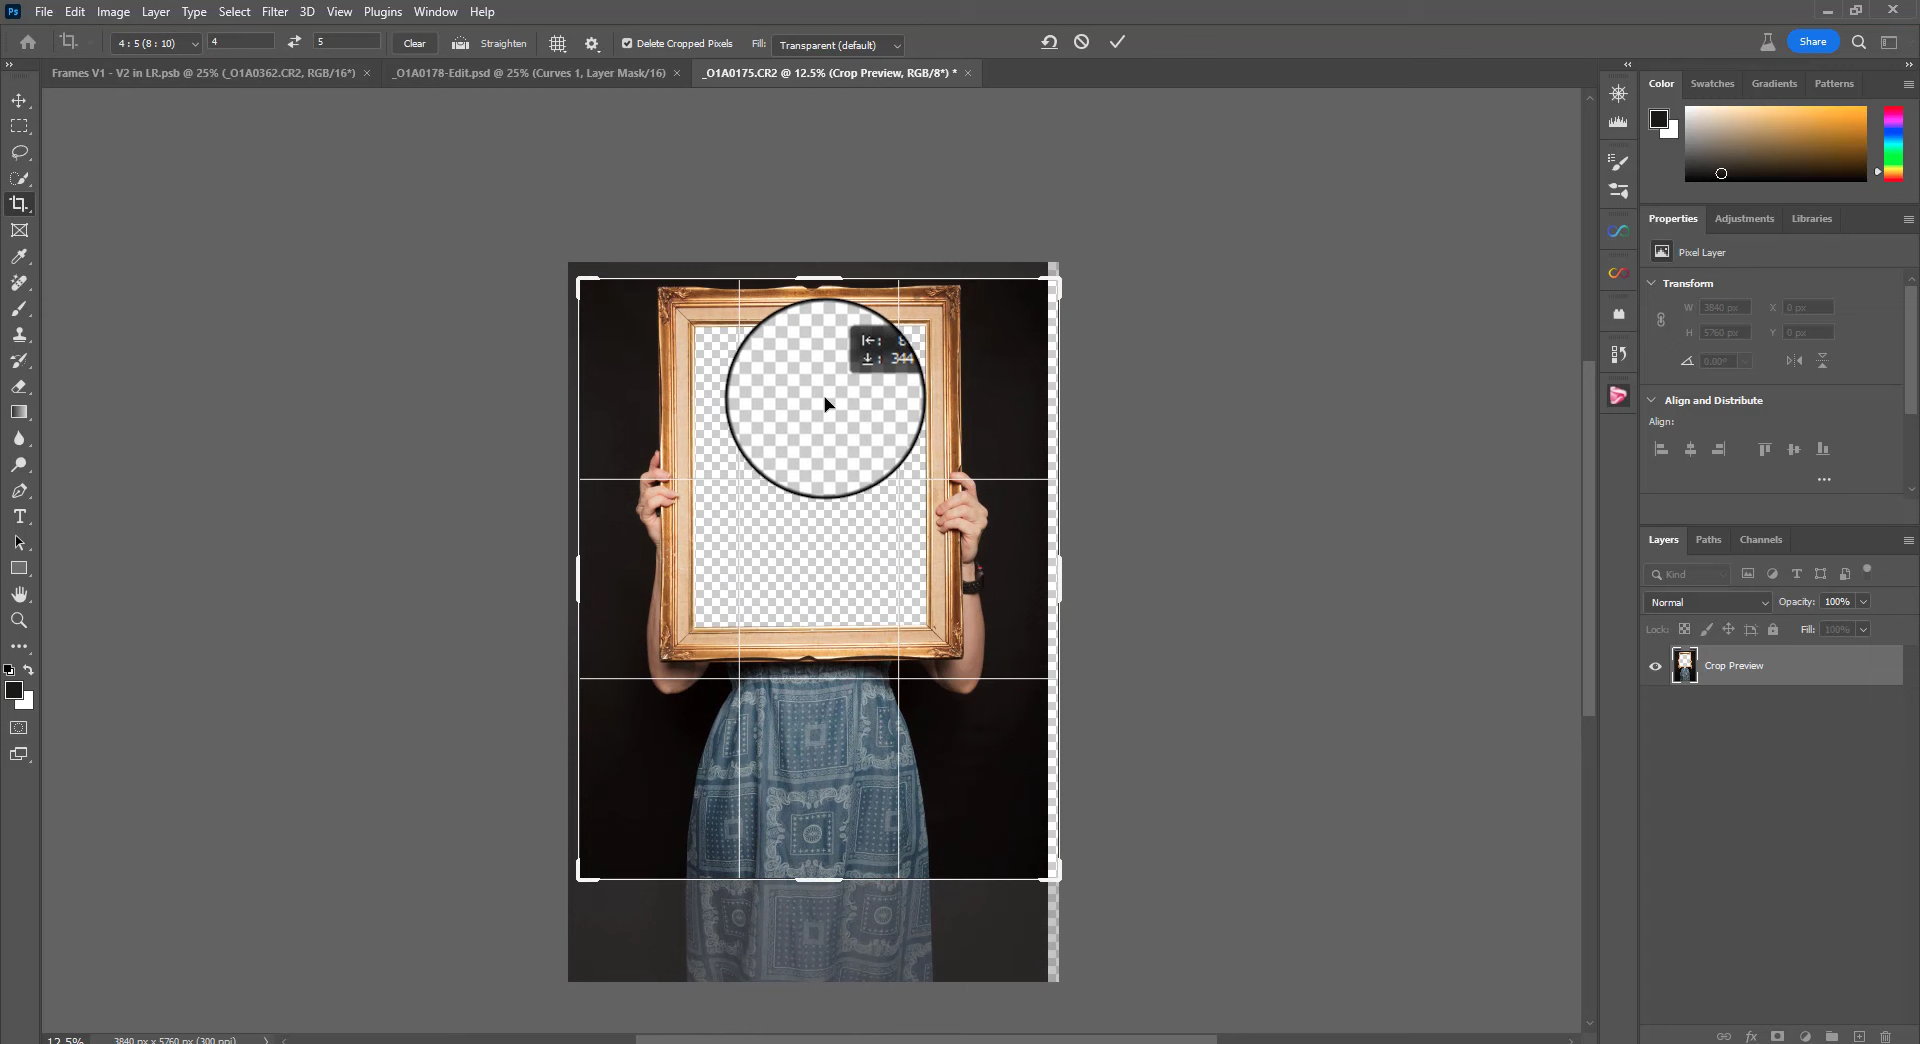 Ps File Edit Image Layer Type Select Filter 3D View Plugins Window Help
4 : 5 (8 : 10) 4 5 Clear Straighten Delete Cropped Pixels Fill: Transparent (default) Share
Frames V1 - V2 in LR.psb @ 25% (_O1A0362.CR2, RGB/16*) × _O1A0178-Edit.psd @ 25% (Curves 1, Layer Mask/16) × _O1A0175.CR2 @ 12.5% (Crop Preview, RGB/8*) * ×
Color Swatches Gradients Patterns
Properties Adjustments Libraries
Pixel Layer
Transform
W 3840 px X 0 px
H 5760 px Y 0 px
0.00°
Align and Distribute
Align:
344
Layers Paths Channels
Kind
Normal Opacity: 100%
Lock: Fill: 100%
Crop Preview
fx
12.5% 3840 px x 5760 px (300 ppi)